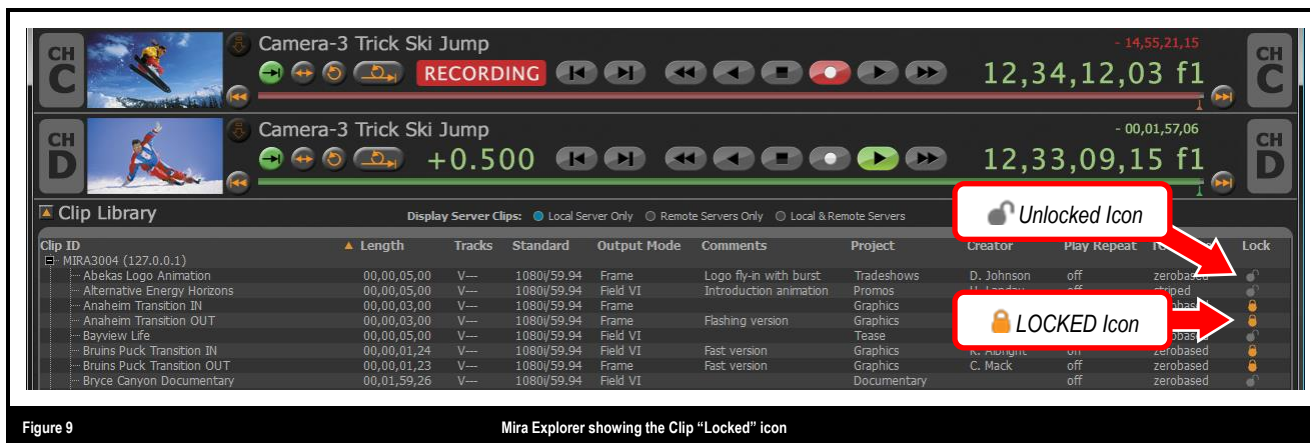 CH C
Camera-3 Trick Ski Jump
- 14,55,21,15
RECORDING
12,34,12,03 f1
CH C
CH D
Camera-3 Trick Ski Jump
- 00,01,57,06
+0.500
12,33,09,15 f1
CH D
Clip Library
Display Server Clips: Local Server Only Remote Servers Only Local & Remote Servers
Unlocked Icon
Clip ID Length Tracks Standard Output Mode Comments Project Creator Play Repeat Lock
MIRA3004 (127.0.0.1)
Abekas Logo Animation 00,00,05,00 V--- 1080i/59.94 Frame Logo fly-in with burst Tradeshows D. Johnson off zerobased
Alternative Energy Horizons 00,00,05,00 V--- 1080i/59.94 Field VI Introduction animation Promos off striped
Anaheim Transition IN 00,00,03,00 V--- 1080i/59.94 Frame Graphics
LOCKED Icon
Anaheim Transition OUT 00,00,03,00 V--- 1080i/59.94 Frame Flashing version Graphics
Bayview Life 00,00,05,00 V--- 1080i/59.94 Field VI Tease
Bruins Puck Transition IN 00,00,01,24 V--- 1080i/59.94 Field VI Fast version Graphics off zerobased
Bruins Puck Transition OUT 00,00,01,23 V--- 1080i/59.94 Frame Fast version Graphics C. Mack off zerobased
Bryce Canyon Documentary 00,01,59,26 V--- 1080i/59.94 Field VI Documentary off zerobased
Figure 9 Mira Explorer showing the Clip “Locked” icon